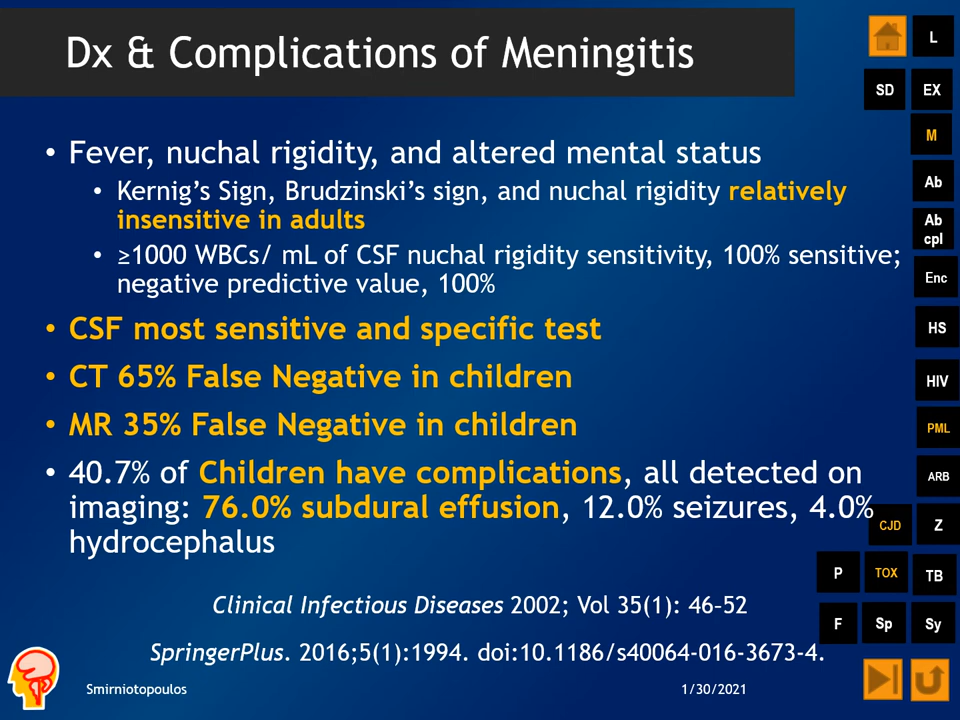 Dx & Complications of Meningitis
L
SD
EX
M
Ab
Ab
cpl
Enc
HS
HIV
PML
ARB
CJD
Z
P
TOX
TB
F
Sp
Sy
• Fever, nuchal rigidity, and altered mental status
• Kernig’s Sign, Brudzinski’s sign, and nuchal rigidity relatively
insensitive in adults
• ≥1000 WBCs/ mL of CSF nuchal rigidity sensitivity, 100% sensitive;
negative predictive value, 100%
• CSF most sensitive and specific test
• CT 65% False Negative in children
• MR 35% False Negative in children
• 40.7% of Children have complications, all detected on
imaging: 76.0% subdural effusion, 12.0% seizures, 4.0%
hydrocephalus
Clinical Infectious Diseases 2002; Vol 35(1): 46–52
SpringerPlus. 2016;5(1):1994. doi:10.1186/s40064-016-3673-4.
Smirniotopoulos
1/30/2021